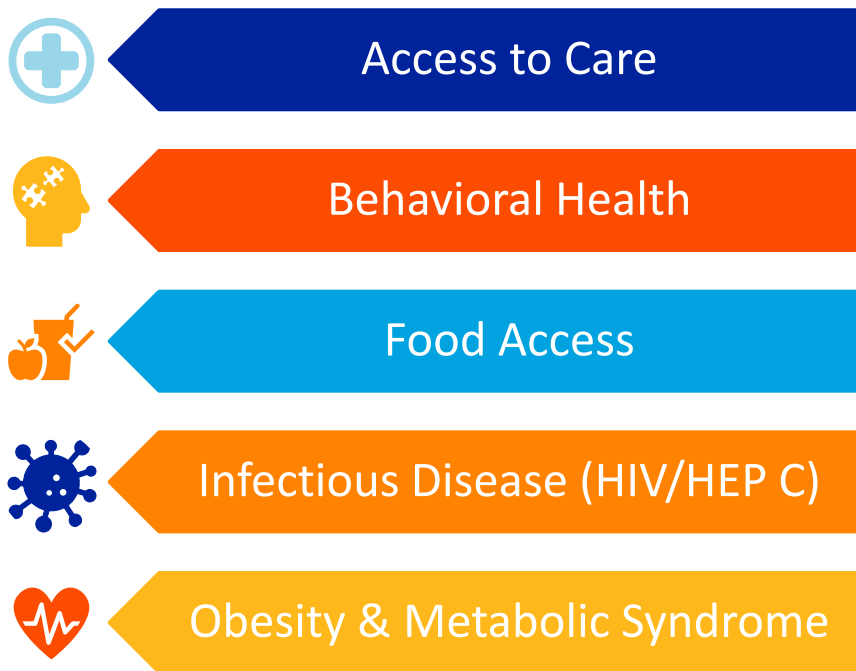 Access to Care
Behavioral Health
Food Access
Infectious Disease (HIV/HEP C)
Obesity & Metabolic Syndrome